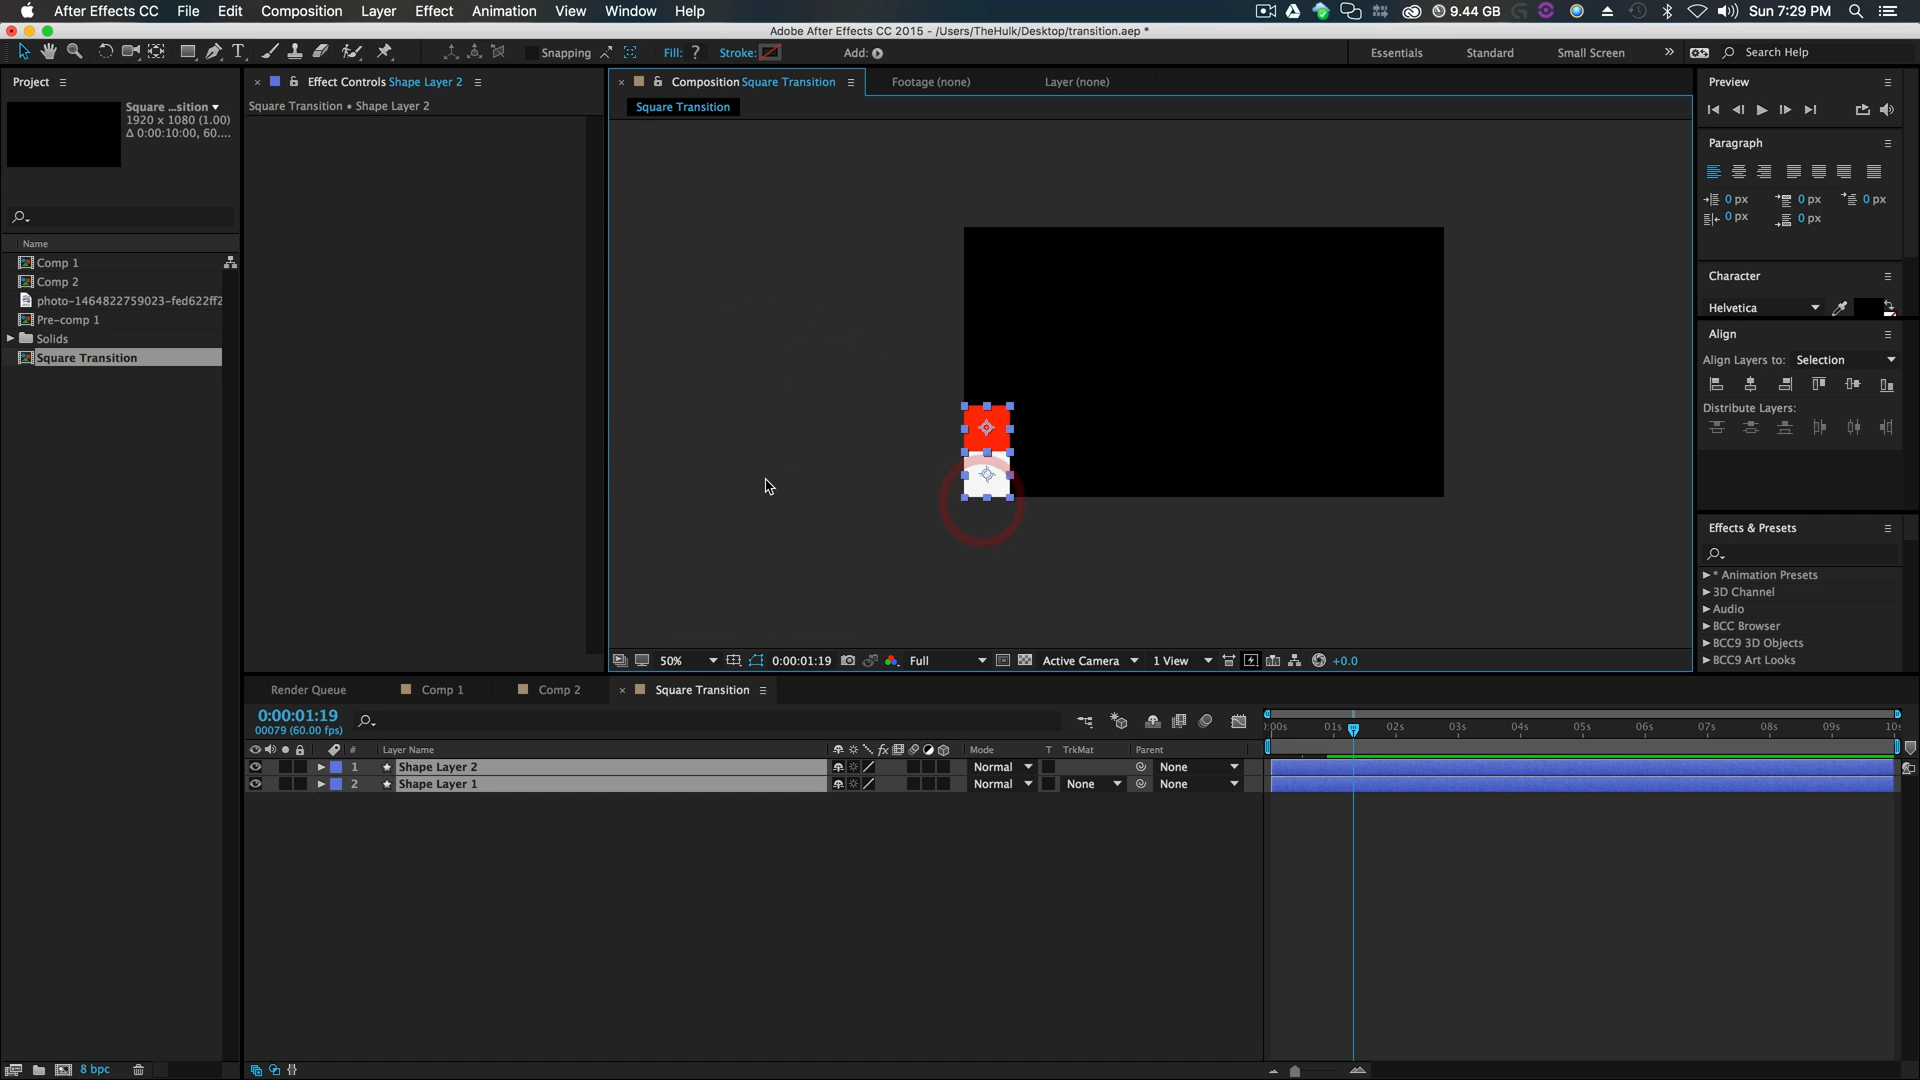 After Effects CC File Edit Composition Layer Effect Animation View Window Help 9.44 GB Sun 7:29 PM
Adobe After Effects CC 2015 - /Users/TheHulk/Desktop/transition.aep *
Snapping Fill: ? Stroke: Add: Essentials Standard Small Screen Search Help
Project
Square ...sition
1920 x 1080 (1.00)
Δ 0:00:10:00, 60....
Name
Comp 1
Comp 2
photo-1464822759023-fed622ff2
Pre-comp 1
Solids
Square Transition
8 bpc
Effect Controls Shape Layer 2
Square Transition • Shape Layer 2
Composition Square Transition Footage (none) Layer (none)
Square Transition
50% 0:00:01:19 Full Active Camera 1 View +0.0
Preview
Paragraph
0 px 0 px 0 px
0 px 0 px
Character
Helvetica
Align
Align Layers to: Selection
Distribute Layers:
Effects & Presets
* Animation Presets
3D Channel
Audio
BCC Browser
BCC9 3D Objects
BCC9 Art Looks
Render Queue Comp 1 Comp 2 Square Transition
0:00:01:19
00079 (60.00 fps)
:00s 01s 02s 03s 04s 05s 06s 07s 08s 09s 10s
# Layer Name Mode T TrkMat Parent
1 Shape Layer 2 Normal None
2 Shape Layer 1 Normal None None